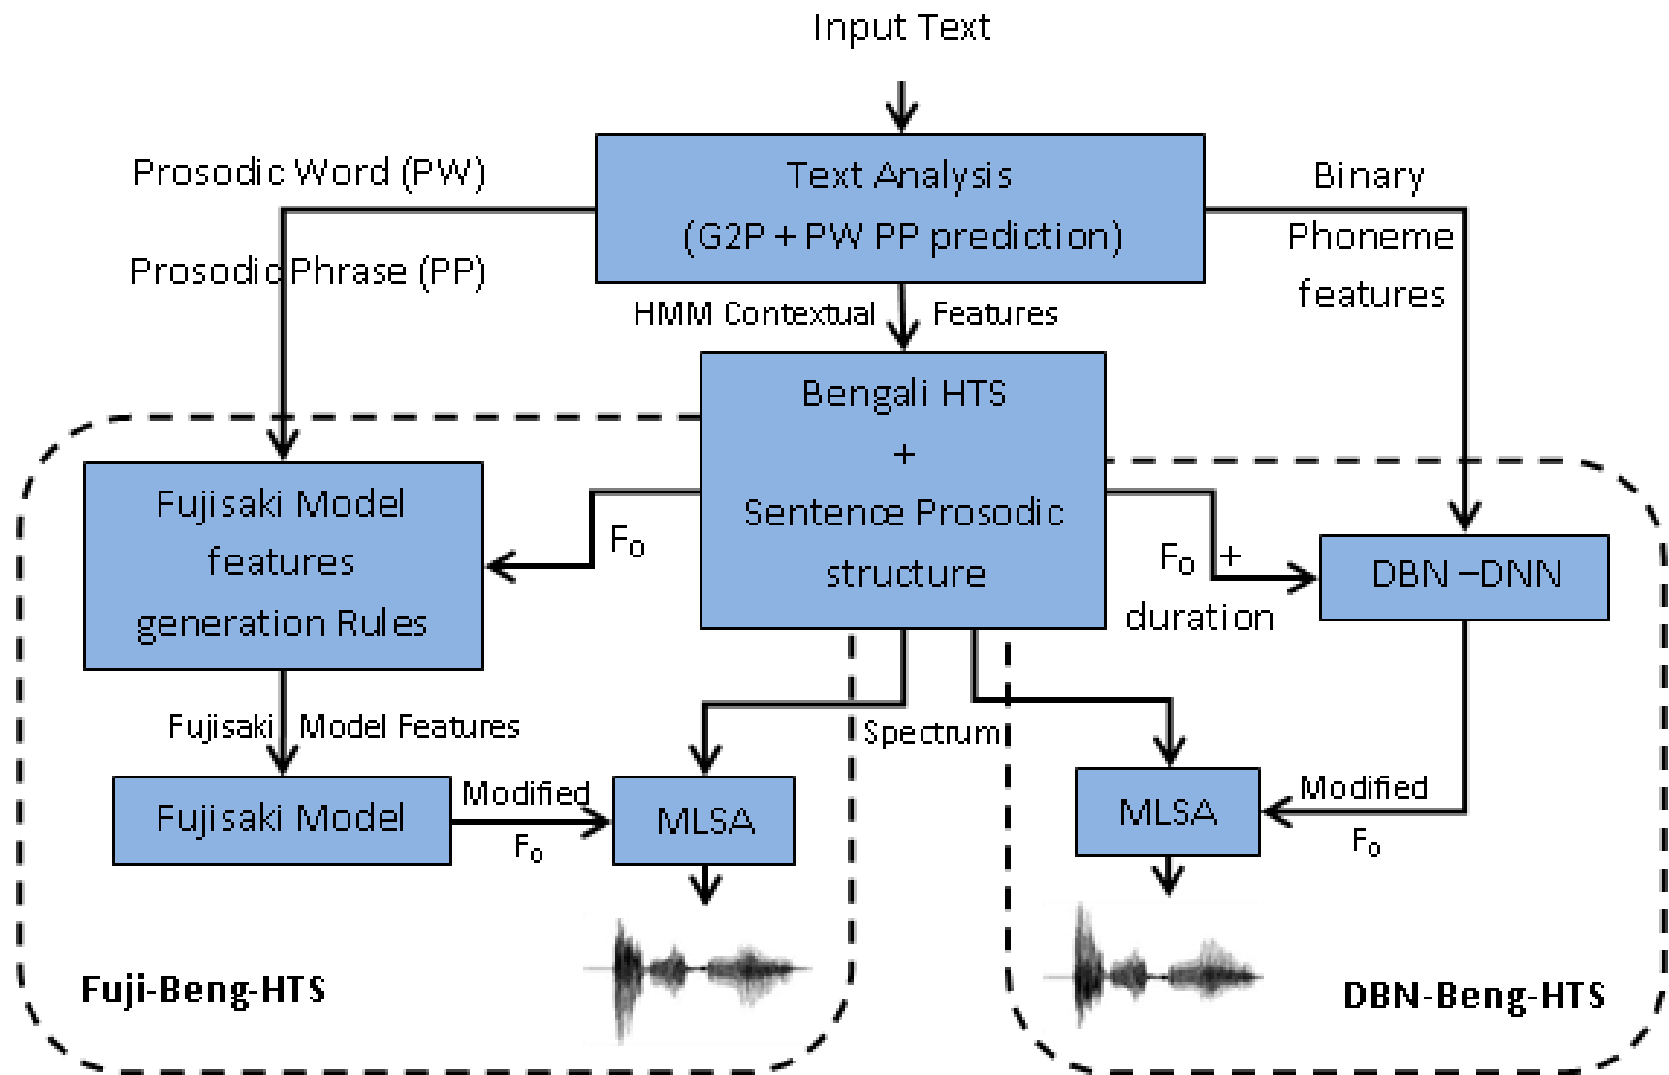 Input Text
Prosodic Word (PW)
Prosodic Phrase (PP)
Text Analysis
(G2P + PW PP prediction)
Binary
Phoneme
features
HMM Contextual Features
Bengali HTS
+
Sentence Prosodic
structure
Fujisaki Model
features
generation Rules
F₀
F₀ +
duration
DBN –DNN
Fujisaki Model Features
Spectrum
Fujisaki Model
Modified
F₀
MLSA
MLSA
Modified
F₀
Fuji-Beng-HTS
DBN-Beng-HTS